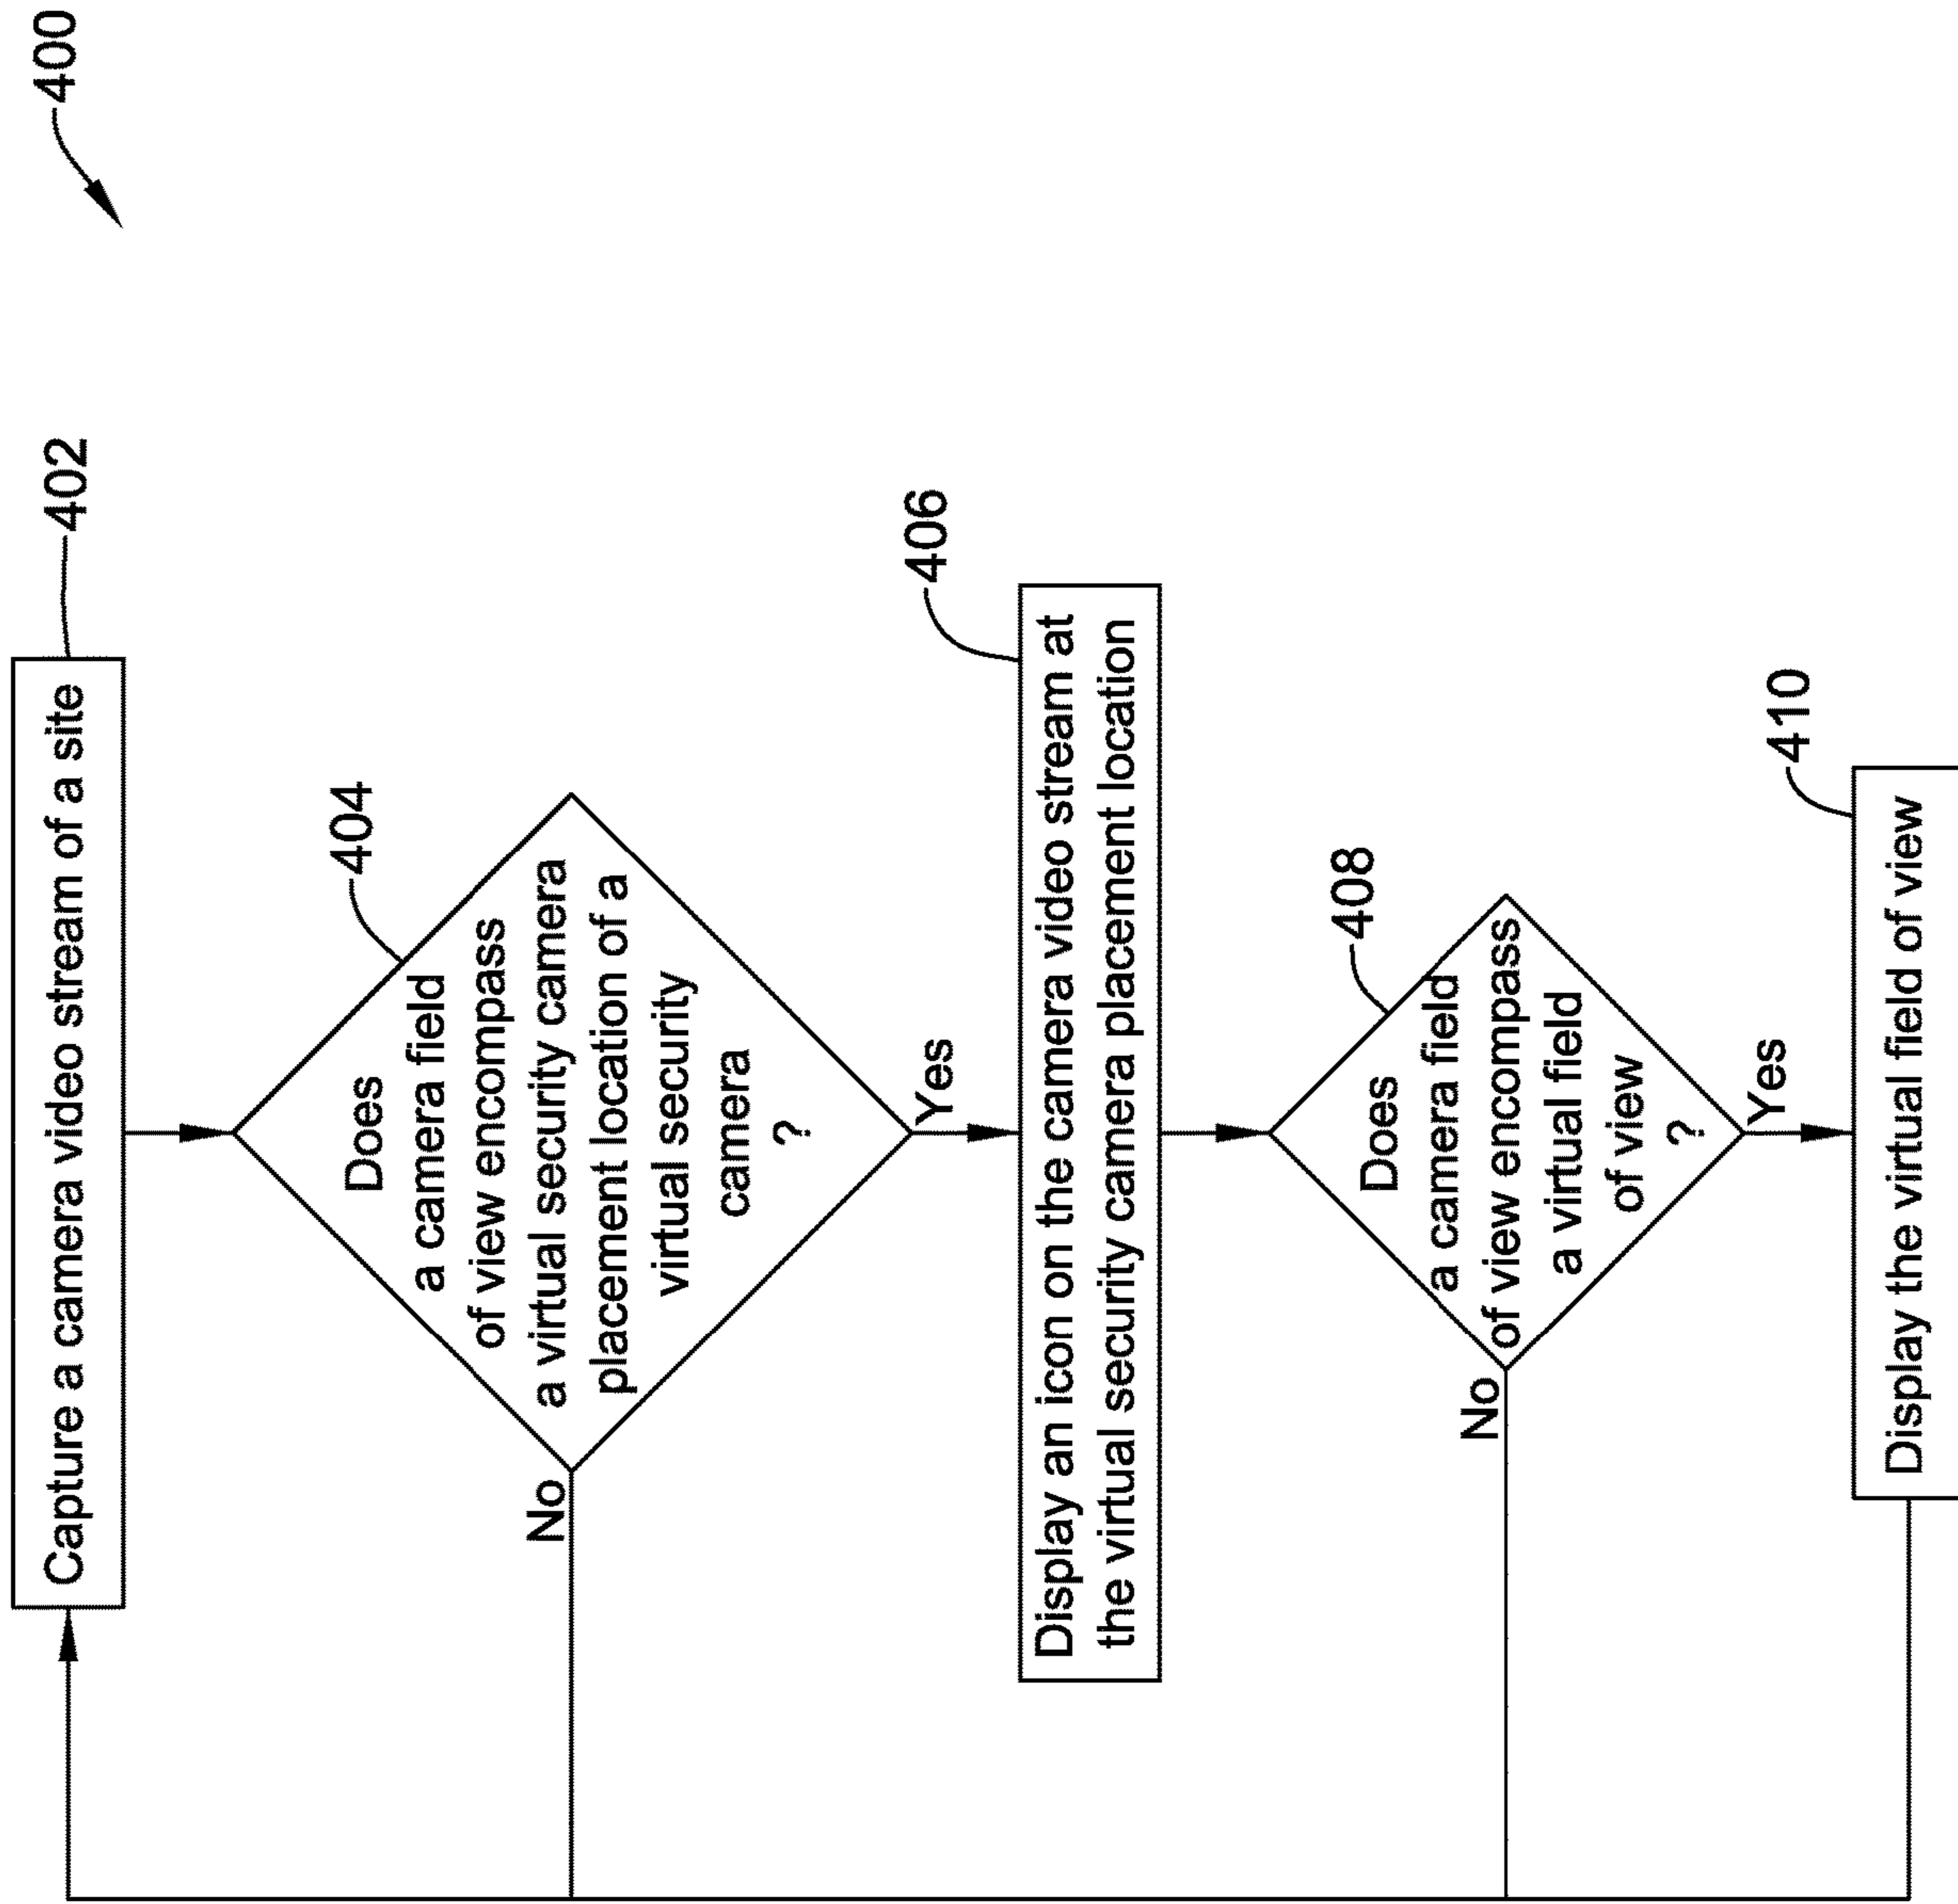 400
Capture a camera video stream of a site
402
Does
a camera field
of view encompass
a virtual security camera
placement location of a
virtual security
camera
?
404
No
Yes
Display an icon on the camera video stream at
the virtual security camera placement location
406
Does
a camera field
of view encompass
a virtual field
of view
?
408
No
Yes
Display the virtual field of view
410